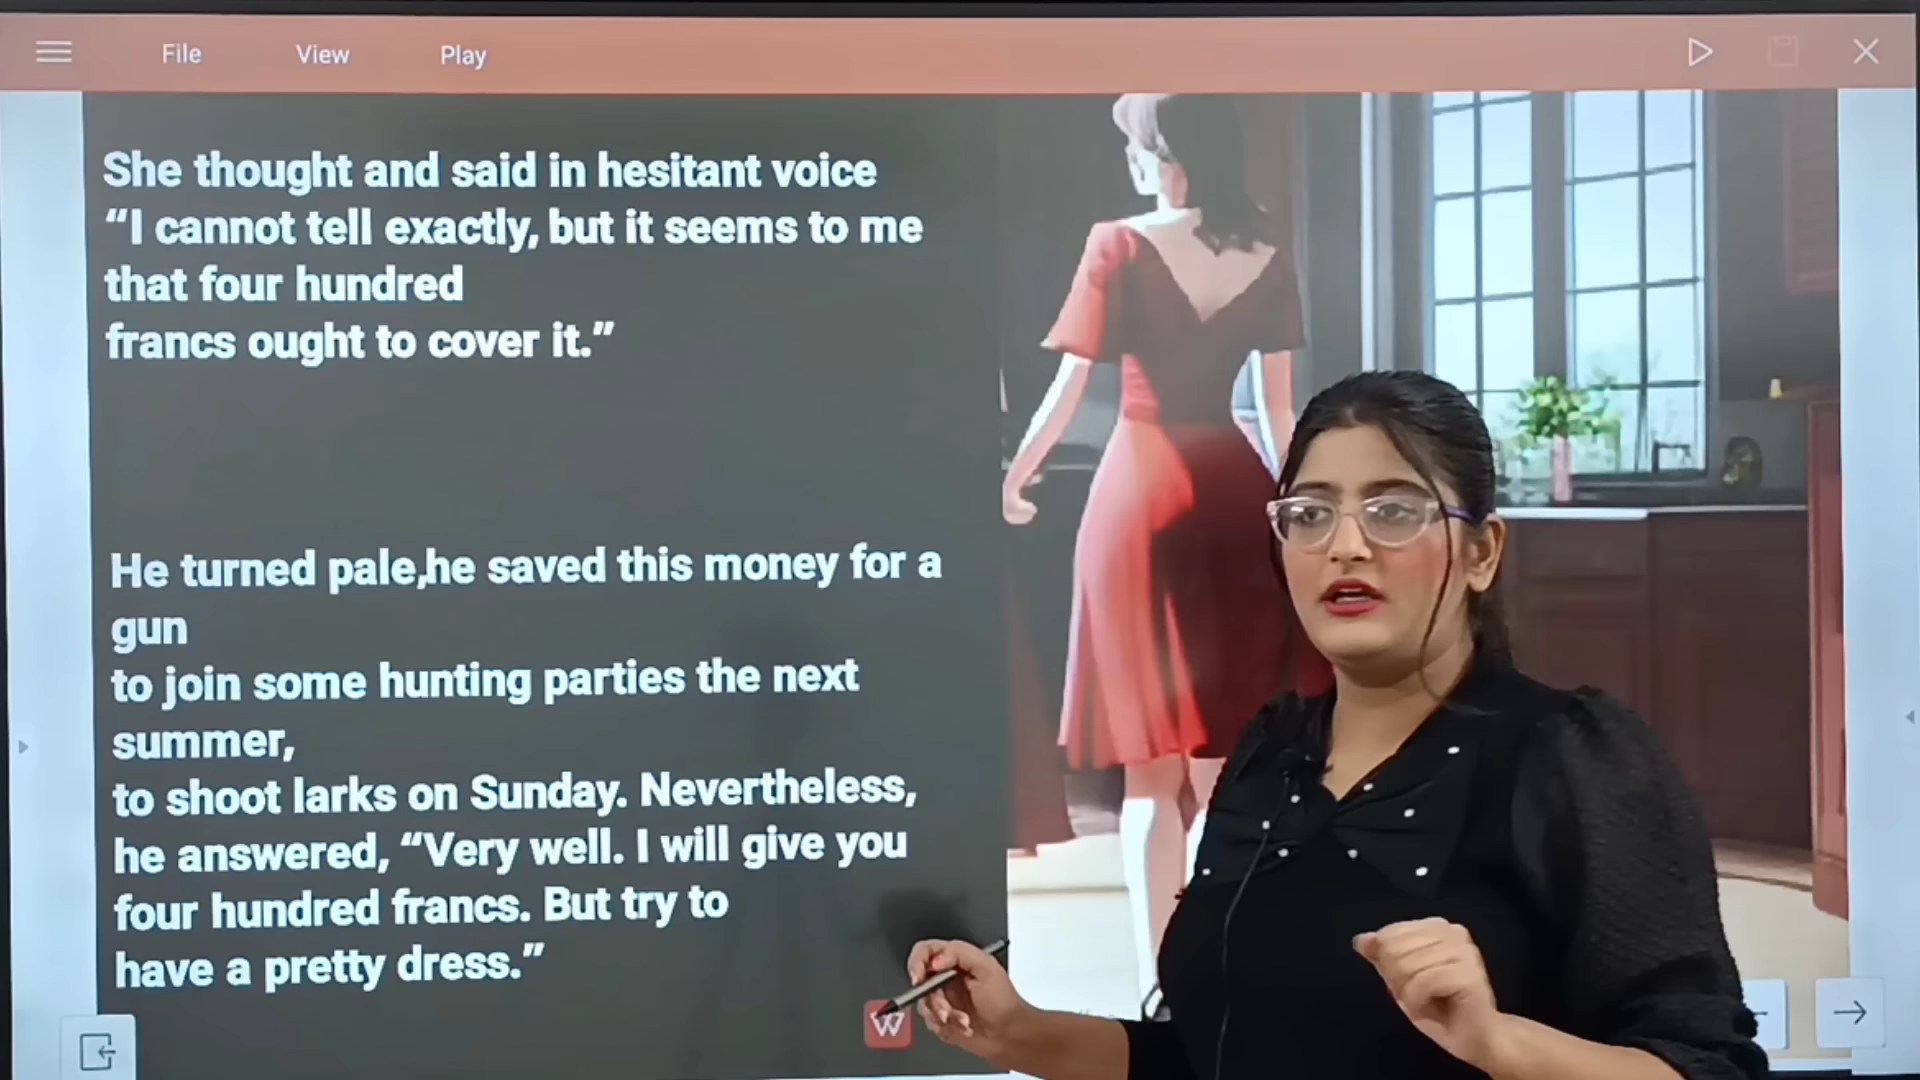 File View Play
She thought and said in hesitant voice
“I cannot tell exactly, but it seems to me
that four hundred
francs ought to cover it.”
He turned pale,he saved this money for a
gun
to join some hunting parties the next
summer,
to shoot larks on Sunday. Nevertheless,
he answered, “Very well. I will give you
four hundred francs. But try to
have a pretty dress.”
W